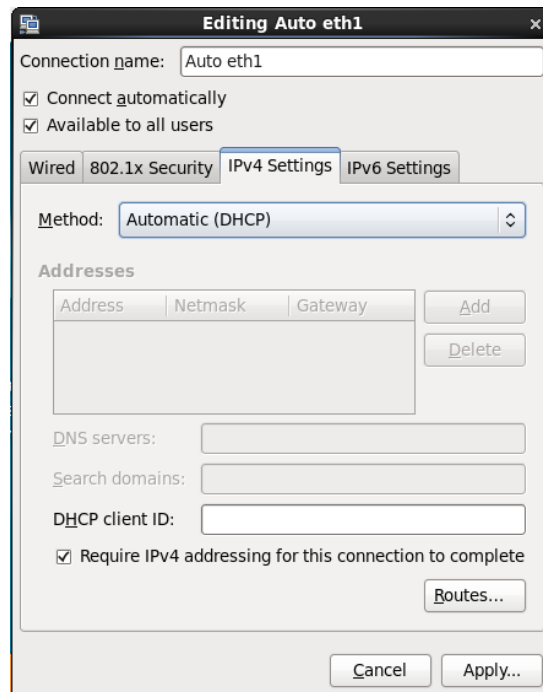 Editing Auto eth1
Connection name: Auto eth1
Connect automatically
Available to all users
Wired 802.1x Security IPv4 Settings IPv6 Settings
Method: Automatic (DHCP)
Addresses
Address Netmask Gateway Add
Delete
DNS servers:
Search domains:
DHCP client ID:
Require IPv4 addressing for this connection to complete
Routes...
Cancel Apply...